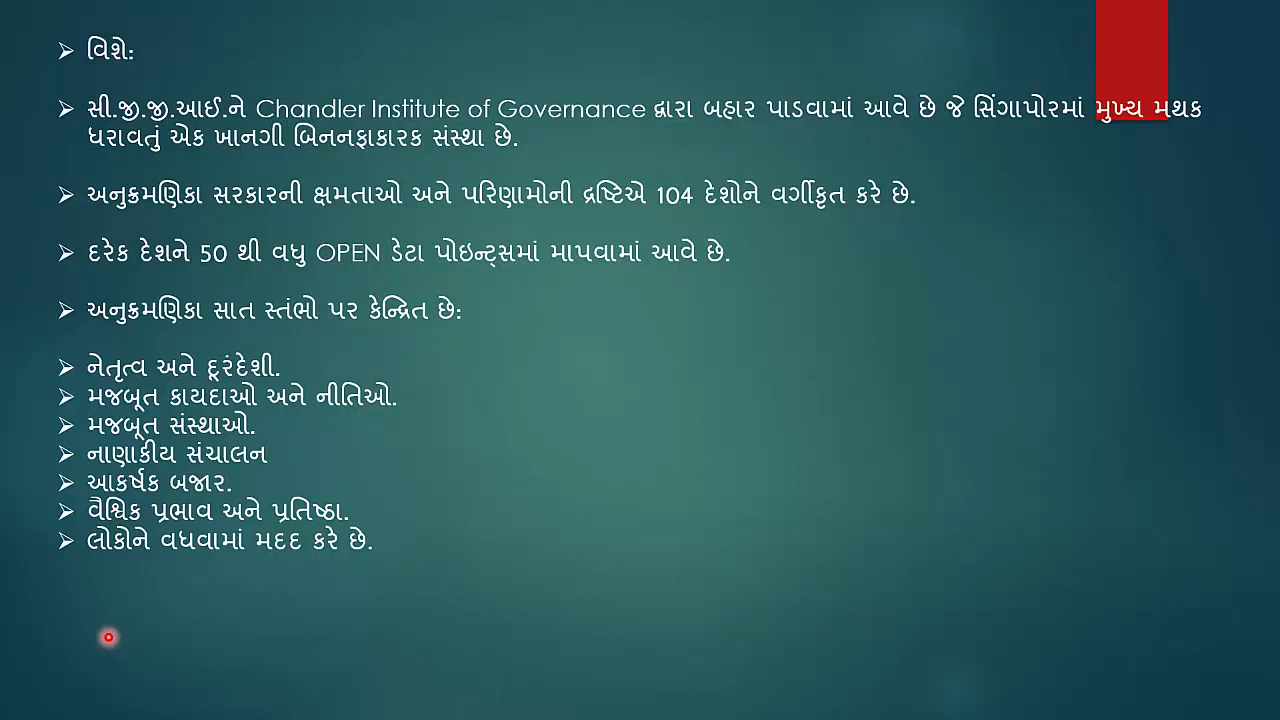 વિશે:
સી.જી.જી.આઈ.ને Chandler Institute of Governance દ્વારા બહાર પાડવામાં આવે છે જે સિંગાપોરમાં મુખ્ય મથક
ધરાવતું એક ખાનગી બિનનફાકારક સંસ્થા છે.
અનુક્રમણિકા સરકારની ક્ષમતાઓ અને પરિણામોની દ્રષ્ટિએ 104 દેશોને વર્ગીકૃત કરે છે.
દરેક દેશને 50 થી વધુ OPEN ડેટા પોઇન્ટ્સમાં માપવામાં આવે છે.
અનુક્રમણિકા સાત સ્તંભો પર કેન્દ્રિત છે:
નેતૃત્વ અને દૂરંદેશી.
મજબૂત કાયદાઓ અને નીતિઓ.
મજબૂત સંસ્થાઓ.
નાણાકીય સંચાલન
આકર્ષક બજાર.
વૈશ્વિક પ્રભાવ અને પ્રતિષ્ઠા.
લોકોને વધવામાં મદદ કરે છે.